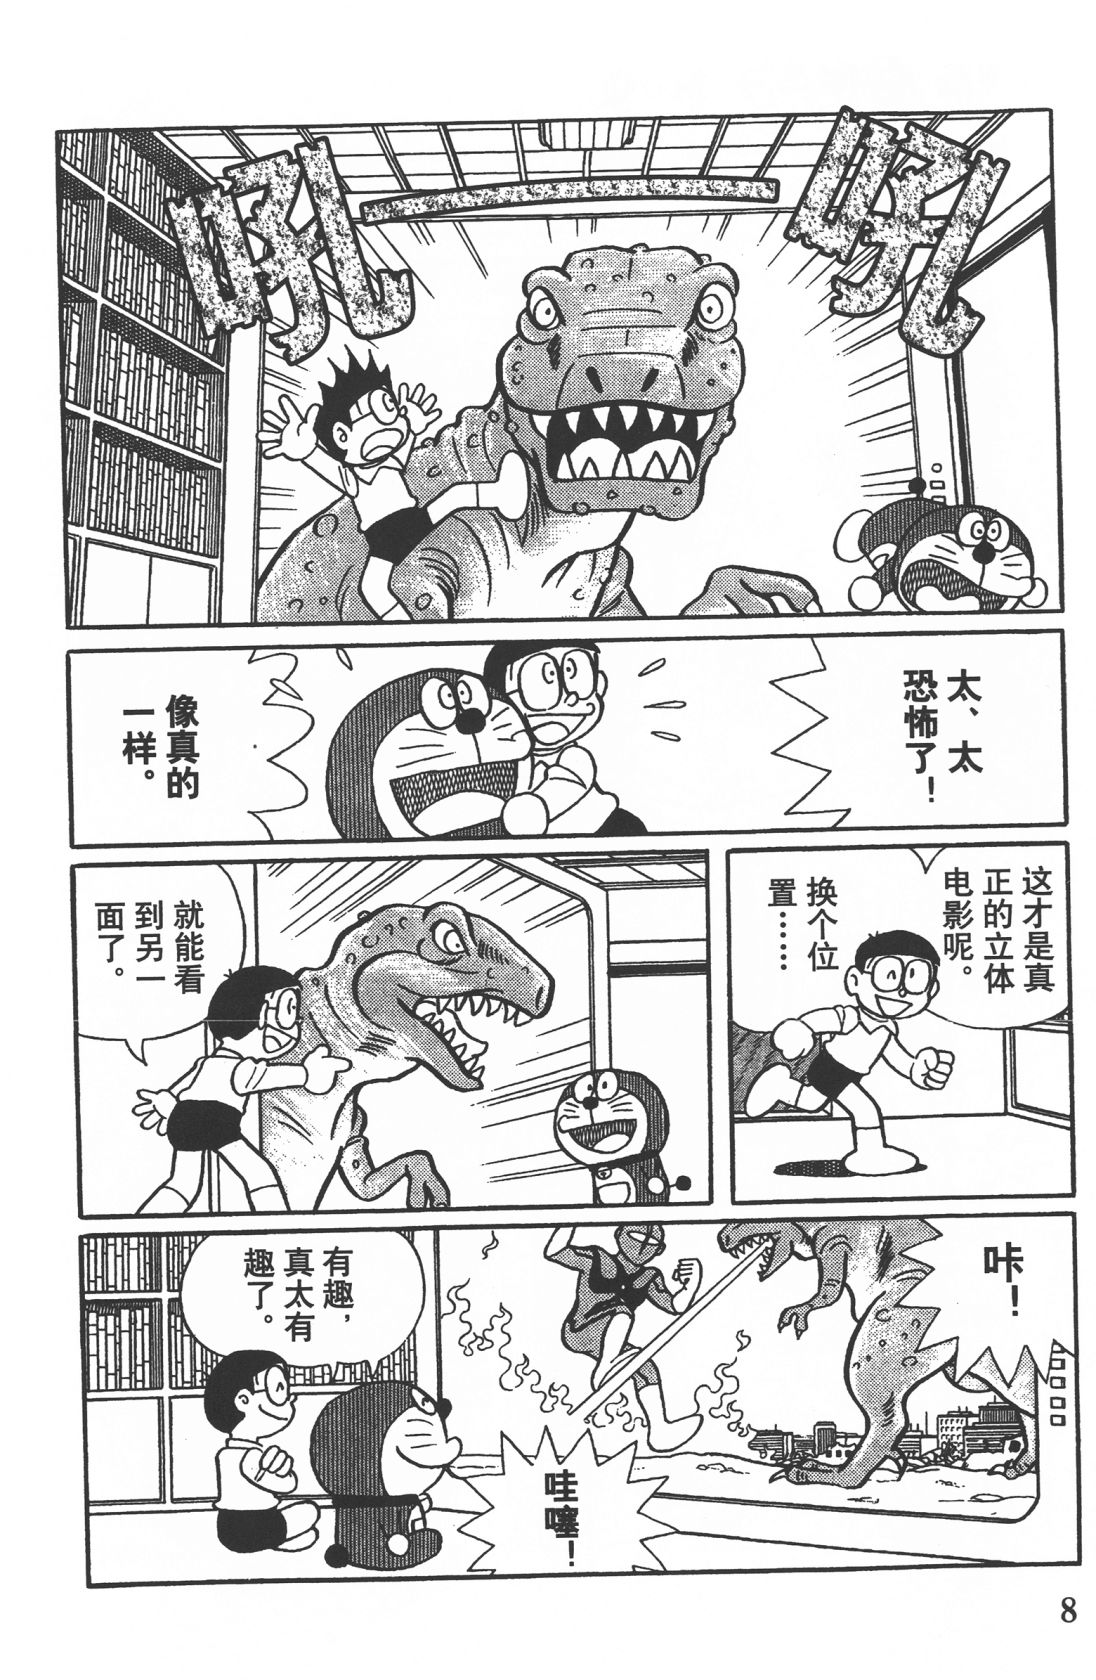 吼——吼
太、太
恐怖了！
像真的
一样。
这才是真
正的立体
电影呢。
换个位
置……
就能看
到另一
面了。
咔！
哇噻！
有趣，
真太有
趣了。
8